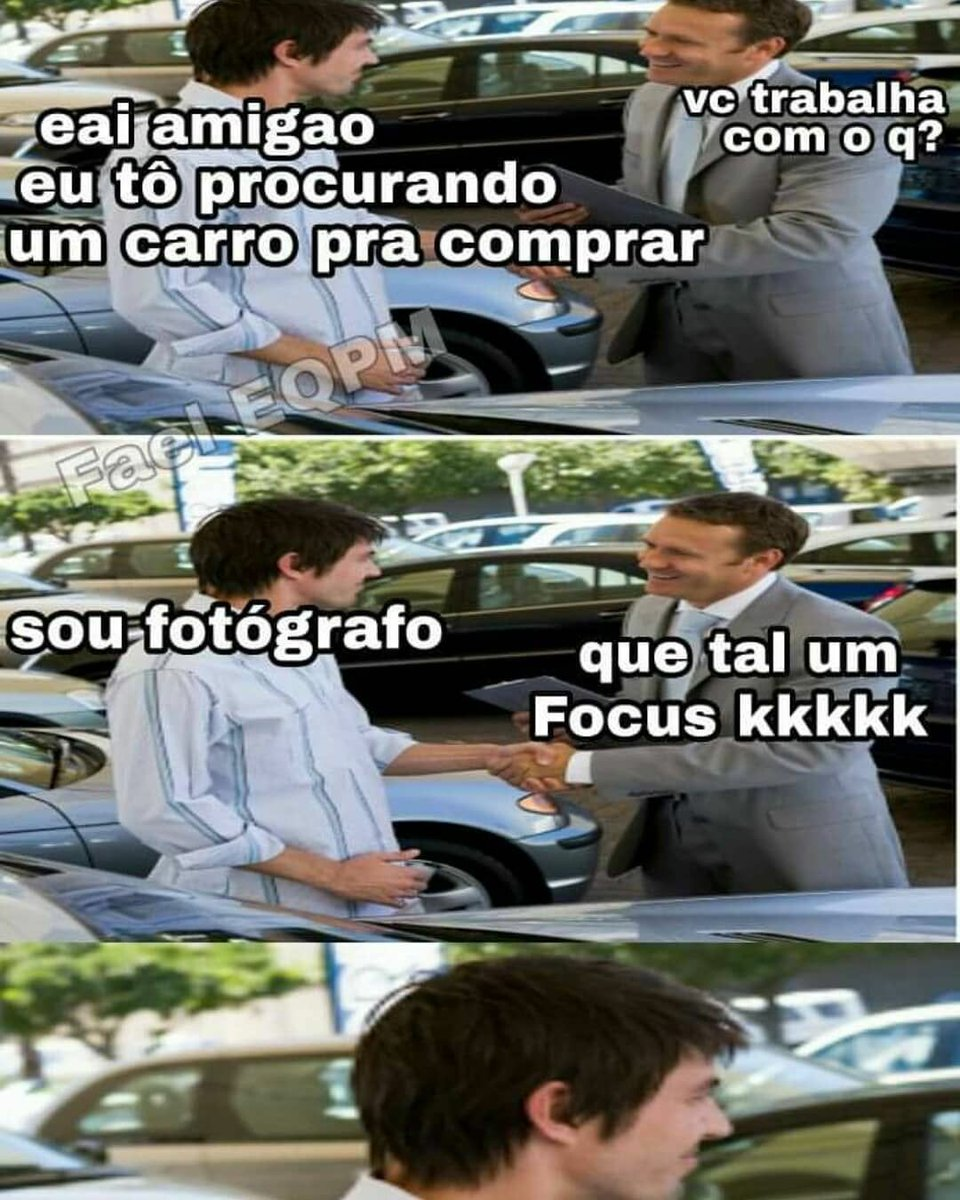 eai amigao
eu tô procurando
um carro pra comprar
vc trabalha
com o q?
Fael EQPM
sou fotógrafo
que tal um
Focus kkkkk